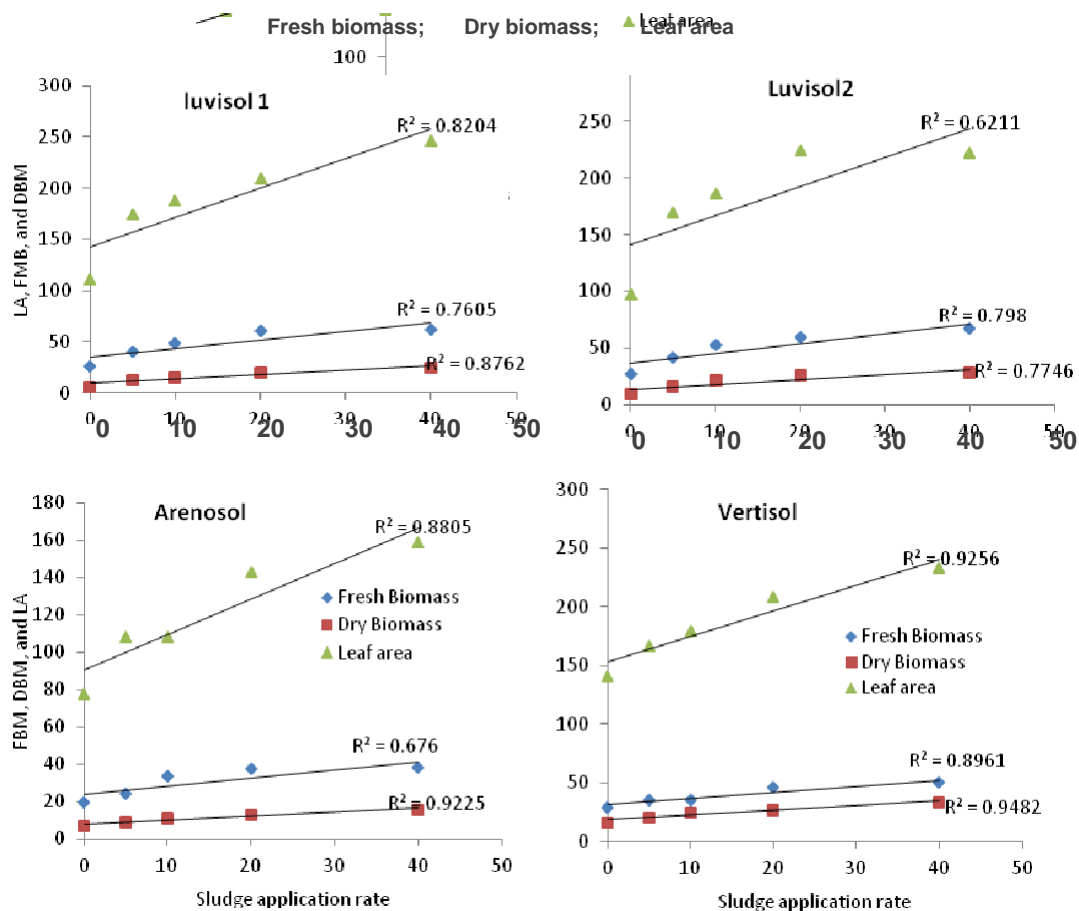 Fresh biomass; Dry biomass; Leaf area
Leaf area
100
luvisol 1
LA, FMB, and DBM
300
250
200
150
100
50
0
R² = 0.8204
R² = 0.7605
R² = 0.8762
0 10 20 30 40 50
0 10 20 30 40 50
Luvisol2
250
200
150
100
50
0
R² = 0.6211
R² = 0.798
R² = 0.7746
0 10 20 30 40 50
0 10 20 30 40 50
Arenosol
FBM, DBM, and LA
180
160
140
120
100
80
60
40
20
0
R² = 0.8805
Fresh Biomass
Dry Biomass
Leaf area
R² = 0.676
R² = 0.9225
0 10 20 30 40 50
Sludge application rate
Vertisol
300
250
200
150
100
50
0
R² = 0.9256
Fresh Biomass
Dry Biomass
Leaf area
R² = 0.8961
R² = 0.9482
0 10 20 30 40 50
Sludge application rate